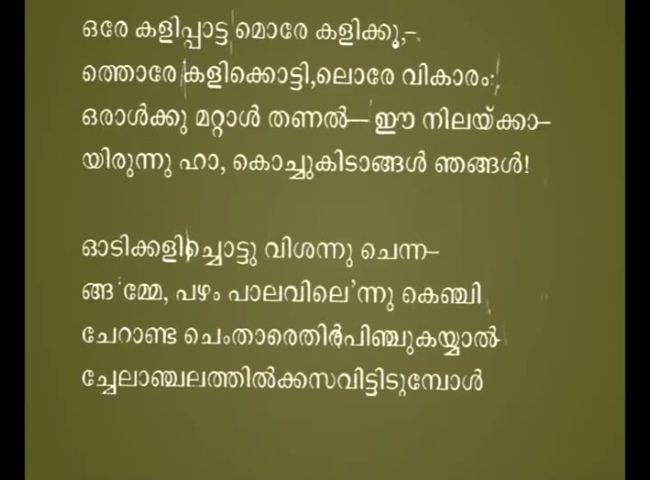 ഒരേ കളിപ്പാട്ട മൊരേ കളിക്കൂ,–
ത്തൊരേ കളിക്കൊട്ടി,ലൊരേ വികാരം:
ഒരാൾക്കു മറ്റാൾ തണൽ— ഈ നിലയ്ക്കാ–
യിരുന്നു ഹാ, കൊച്ചുകിടാങ്ങൾ ഞങ്ങൾ!
ഓടിക്കളിച്ചൊട്ടു വിശന്നു ചെന്ന–
ങ്ങ 'മ്മേ, പഴം പാലവിലെ'ന്നു കെഞ്ചി
ചേറാണ്ട ചെംതാരെതിർപിഞ്ചുകയ്യാൽ
ച്ചേലാഞ്ചലത്തിൽക്കസവിട്ടിടുമ്പോൾ